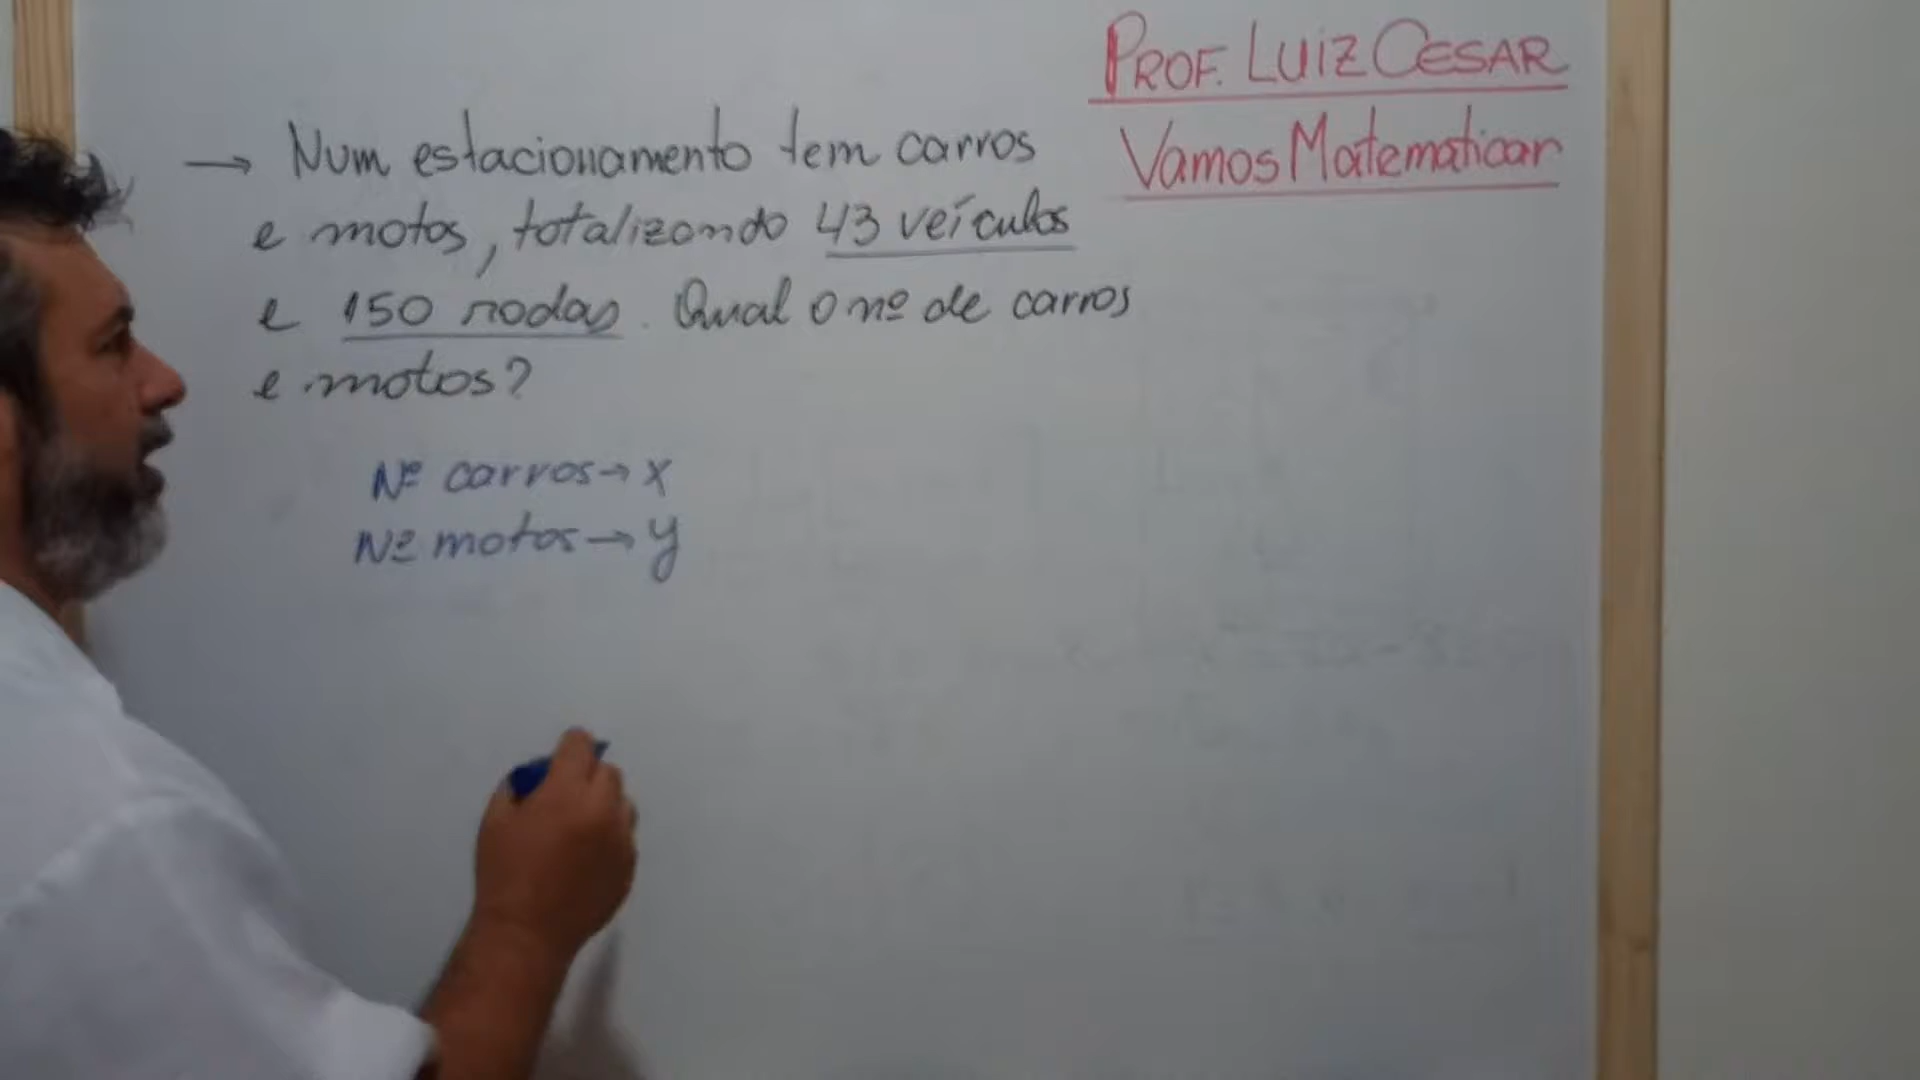 PROF. LUIZ CESAR
Vamos Matematicar
→ Num estacionamento tem carros
e motos, totalizando 43 veículos
e 150 rodas. Qual o nº de carros
e motos?
Nº carros → x
Nº motos → y